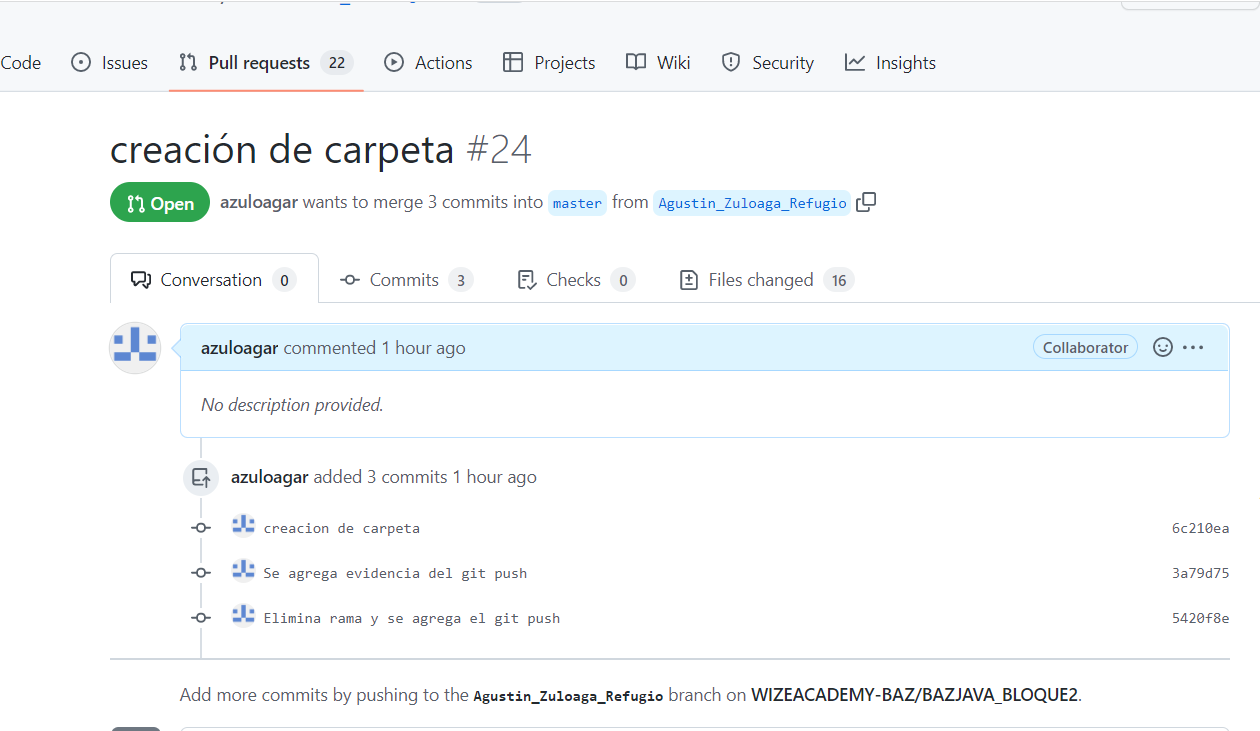 Code Issues Pull requests 22 Actions Projects Wiki Security Insights
creación de carpeta #24
Open azuloagar wants to merge 3 commits into master from Agustin_Zuloaga_Refugio
Conversation 0 Commits 3 Checks 0 Files changed 16
azuloagar commented 1 hour ago Collaborator
No description provided.
azuloagar added 3 commits 1 hour ago
creacion de carpeta 6c210ea
Se agrega evidencia del git push 3a79d75
Elimina rama y se agrega el git push 5420f8e
Add more commits by pushing to the Agustin_Zuloaga_Refugio branch on WIZEACADEMY-BAZ/BAZJAVA_BLOQUE2.